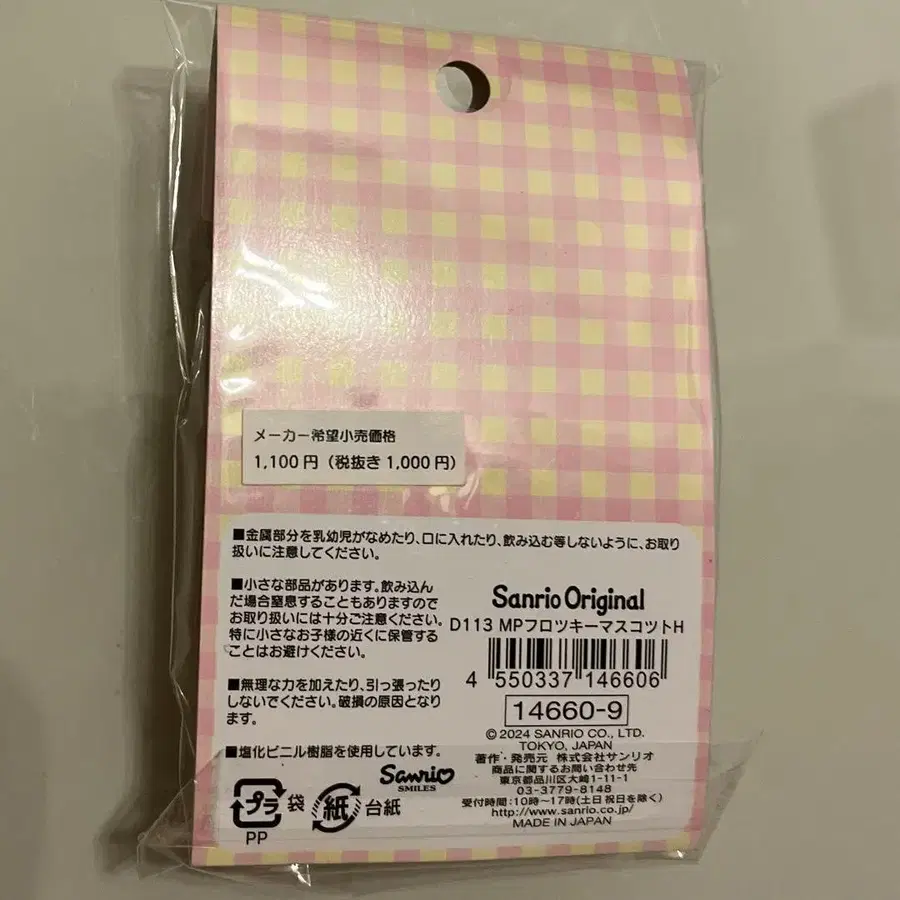 メーカー希望小売価格
1,100円（税抜き1,000円）
■金属部分を乳幼児がなめたり、口に入れたり、飲み込む等しないように、お取り
扱いに注意してください。
■小さな部品があります。飲み込ん
だ場合窒息することもありますので
お取り扱いには十分ご注意ください。
特に小さなお子様の近くに保管する
ことはお避けください。
■無理な力を加えたり、引っ張ったり
しないでください。破損の原因となり
ます。
■塩化ビニル樹脂を使用しています。
プラ 袋
PP
紙 台紙
Sanrio
SMILES
Sanrio Original
D113 MPフロツキーマスコツトH
4 550337 146606
14660-9
© 2024 SANRIO CO., LTD.
TOKYO, JAPAN
著作・発売元 株式会社サンリオ
商品に関するお問い合わせ先
東京都品川区大崎1-11-1
03-3779-8148
受付時間：10時～17時(土日祝日を除く)
http://www.sanrio.co.jp/
MADE IN JAPAN